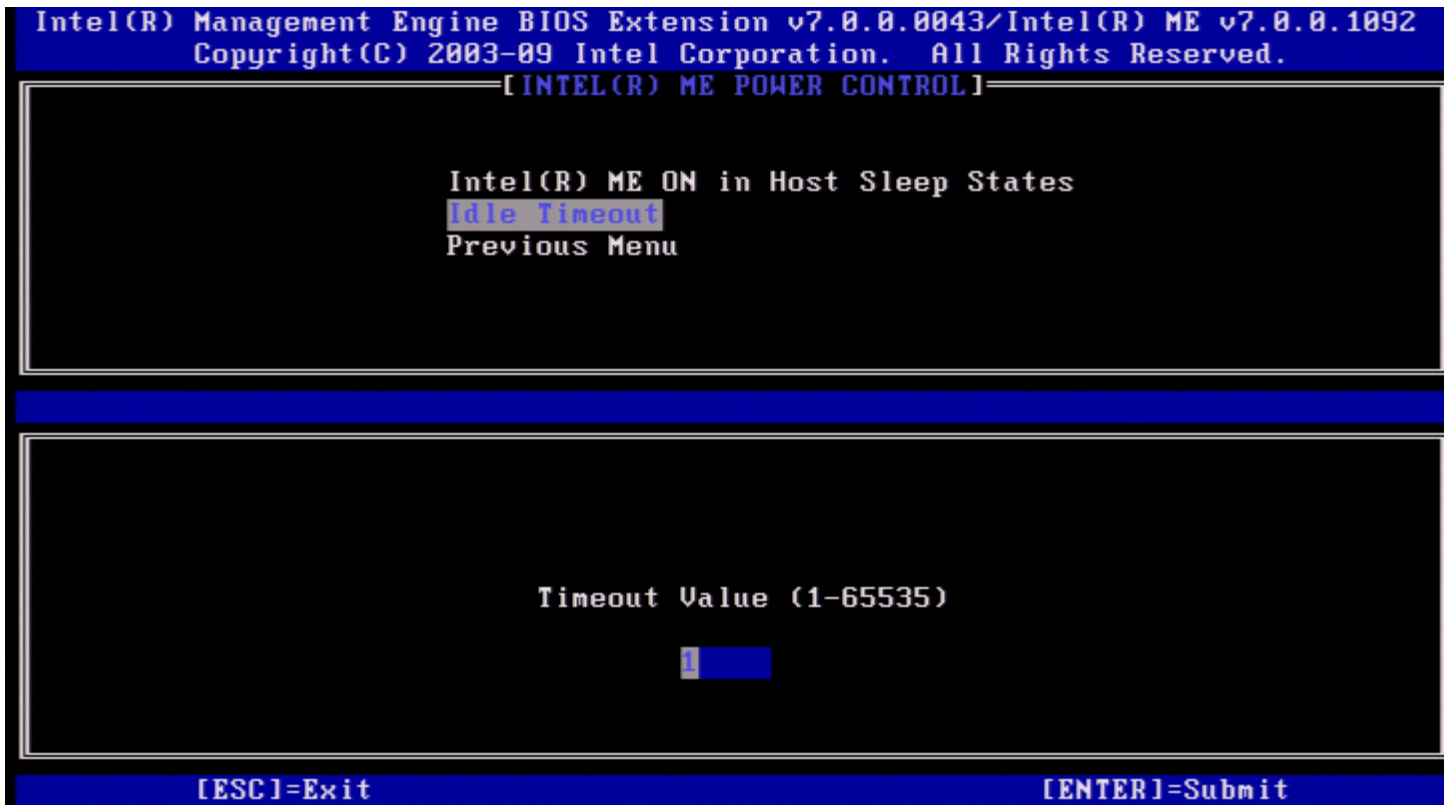 Intel(R) Management Engine BIOS Extension v7.0.0.0043/Intel(R) ME v7.0.0.1092
Copyright(C) 2003-09 Intel Corporation. All Rights Reserved.
[INTEL(R) ME POWER CONTROL]
Intel(R) ME ON in Host Sleep States
Idle Timeout
Previous Menu
Timeout Value (1-65535)
1
[ESC]=Exit [ENTER]=Submit